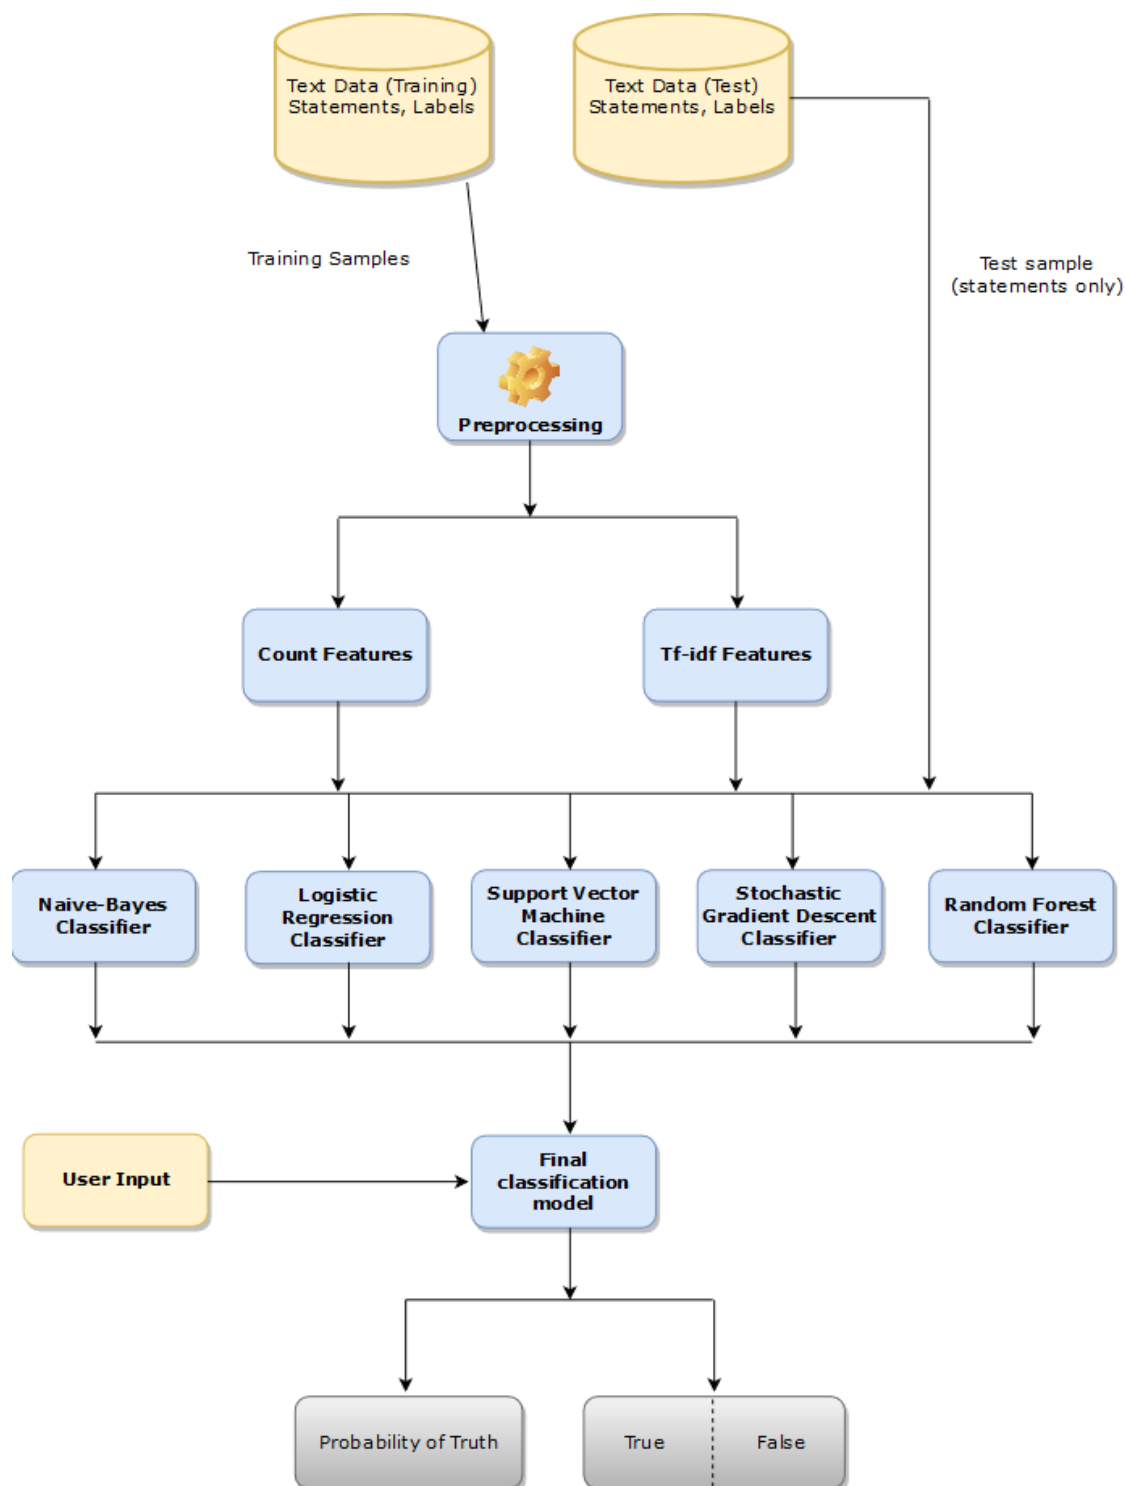 Text Data (Training)
Statements, Labels
Text Data (Test)
Statements, Labels
Training Samples
Test sample
(statements only)
Preprocessing
Count Features
Tf-idf Features
Naive-Bayes
Classifier
Logistic
Regression
Classifier
Support Vector
Machine
Classifier
Stochastic
Gradient Descent
Classifier
Random Forest
Classifier
User Input
Final
classification
model
Probability of Truth
True
False